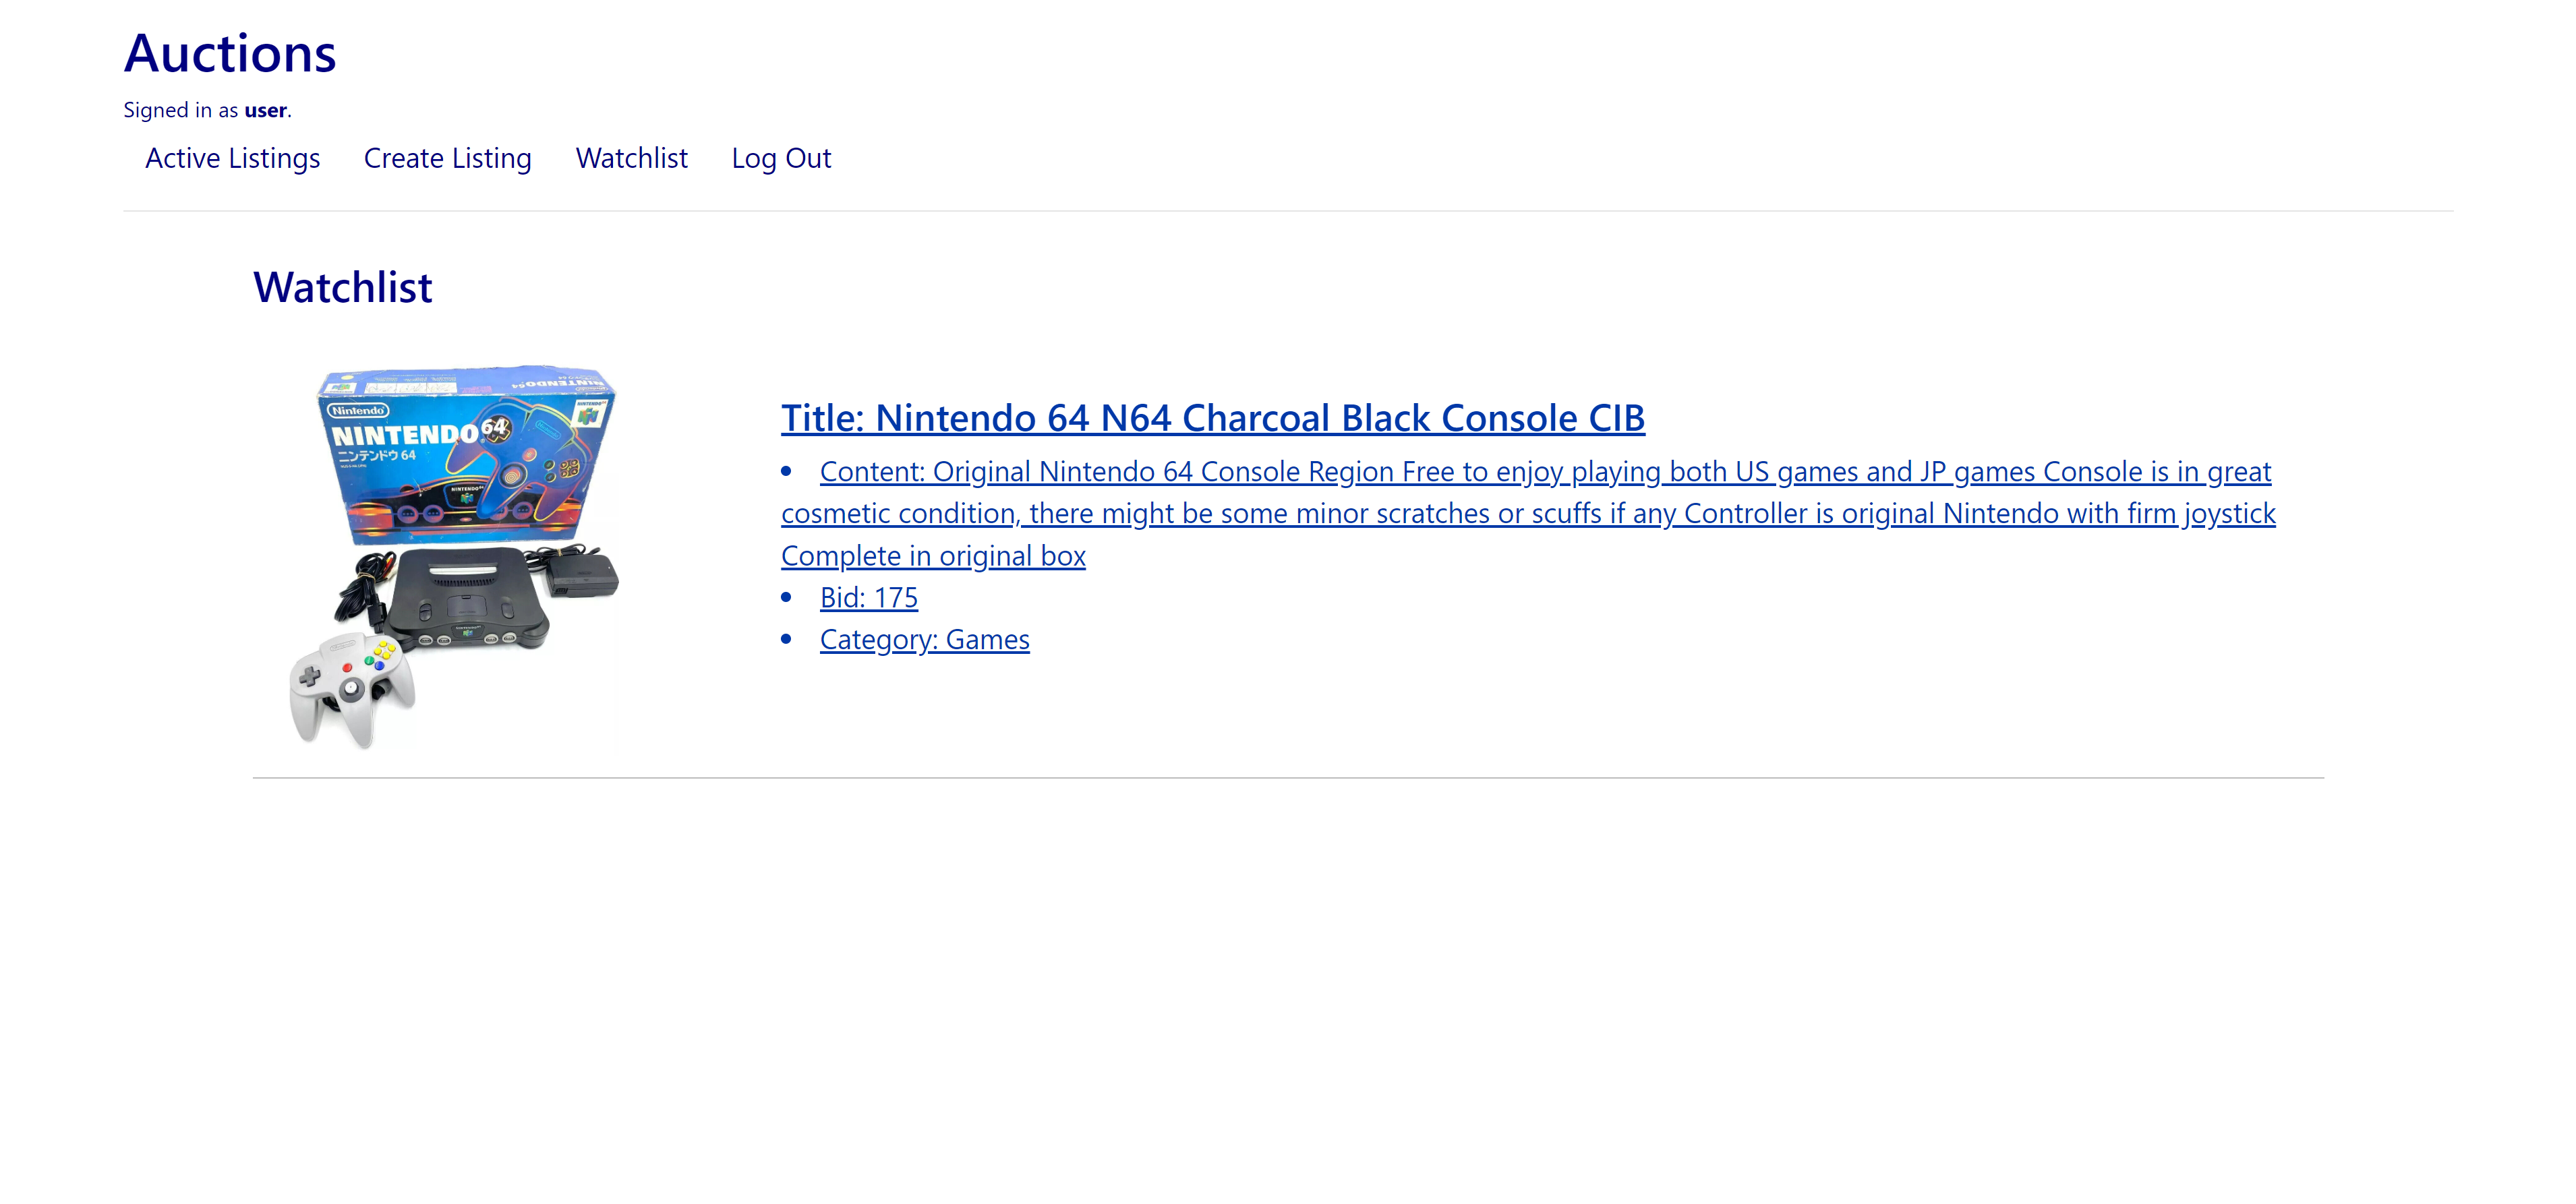 Auctions
Signed in as user.
Active Listings Create Listing Watchlist Log Out
Watchlist
Nintendo
NINTENDO 64
ニンテンドウ 64
Title: Nintendo 64 N64 Charcoal Black Console CIB
Content: Original Nintendo 64 Console Region Free to enjoy playing both US games and JP games Console is in great
cosmetic condition, there might be some minor scratches or scuffs if any Controller is original Nintendo with firm joystick
Complete in original box
Bid: 175
Category: Games